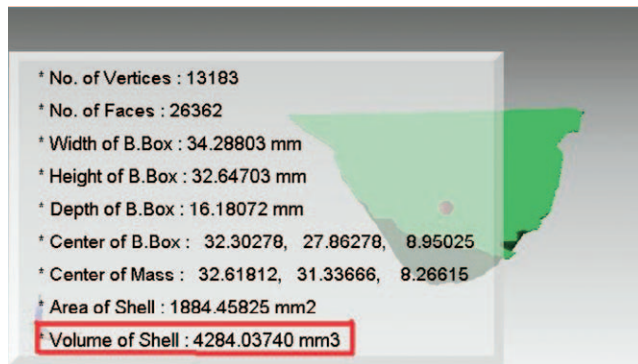 * No. of Vertices : 13183
* No. of Faces : 26362
* Width of B.Box : 34.28803 mm
* Height of B.Box : 32.64703 mm
* Depth of B.Box : 16.18072 mm
* Center of B.Box : 32.30278, 27.86278, 8.95025
* Center of Mass : 32.61812, 31.33666, 8.26615
* Area of Shell : 1884.45825 mm2
* Volume of Shell : 4284.03740 mm3